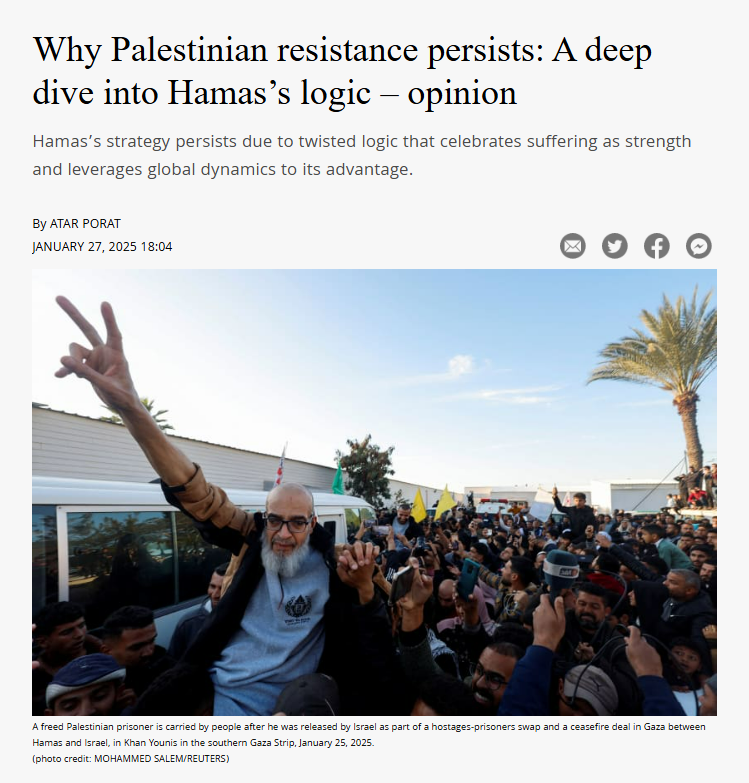 Why Palestinian resistance persists: A deep
dive into Hamas’s logic – opinion
Hamas’s strategy persists due to twisted logic that celebrates suffering as strength
and leverages global dynamics to its advantage.
By ATAR PORAT
JANUARY 27, 2025 18:04
A freed Palestinian prisoner is carried by people after he was released by Israel as part of a hostages-prisoners swap and a ceasefire deal in Gaza between
Hamas and Israel, in Khan Younis in the southern Gaza Strip, January 25, 2025.
(photo credit: MOHAMMED SALEM/REUTERS)